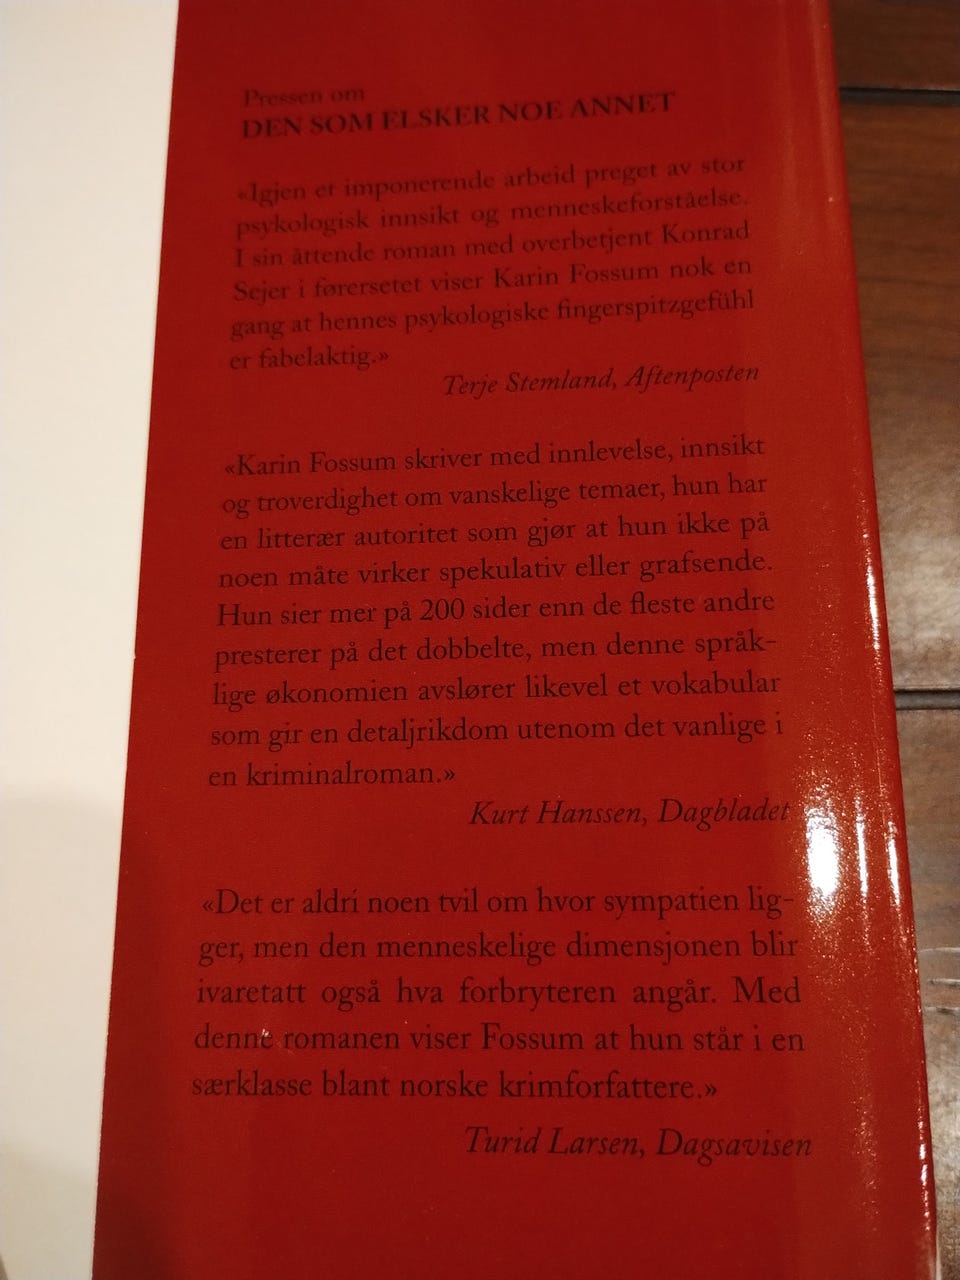 Pressen om
DEN SOM ELSKER NOE ANNET
«Igjen et imponerende arbeid preget av stor
psykologisk innsikt og menneskeforståelse.
I sin åttende roman med overbetjent Konrad
Sejer i førersetet viser Karin Fossum nok en
gang at hennes psykologiske fingerspitzgefühl
er fabelaktig.»
Terje Stemland, Aftenposten
«Karin Fossum skriver med innlevelse, innsikt
og troverdighet om vanskelige temaer, hun har
en litterær autoritet som gjør at hun ikke på
noen måte virker spekulativ eller grafsende.
Hun sier mer på 200 sider enn de fleste andre
presterer på det dobbelte, men denne språk-
lige økonomien avslører likevel et vokabular
som gir en detaljrikdom utenom det vanlige i
en kriminalroman.»
Kurt Hanssen, Dagbladet
«Det er aldri noen tvil om hvor sympatien lig-
ger, men den menneskelige dimensjonen blir
ivaretatt også hva forbryteren angår. Med
denne romanen viser Fossum at hun står i en
særklasse blant norske krimforfattere.»
Turid Larsen, Dagsavisen